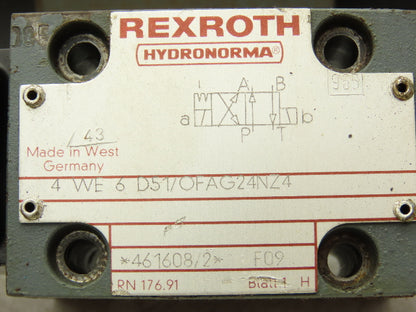 REXROTH
HYDRONORMA®
A B
a b
P T
43
Made in West
Germany
4 WE 6 D51/OFAG24NZ4
*461608/2* F09
RN 176.91 Blatt 1 H